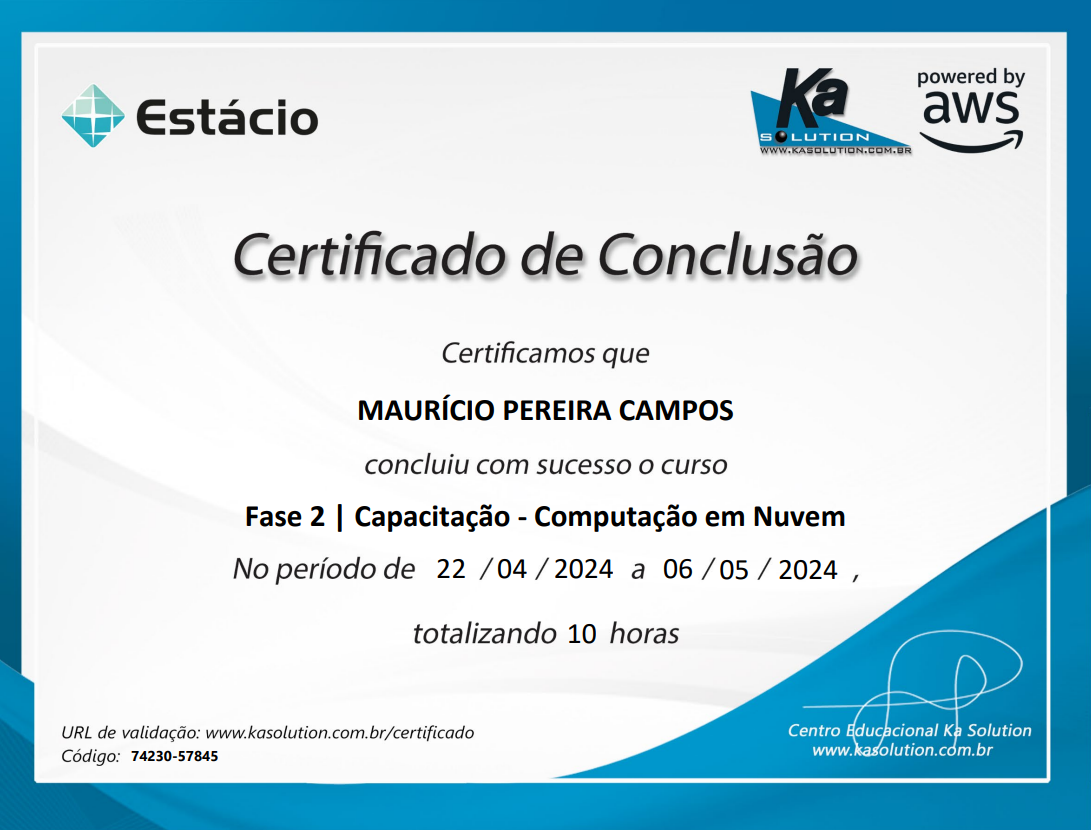 Estácio
Ka
SOLUTION
WWW.KASOLUTION.COM.BR
powered by
aws
Certificado de Conclusão
Certificamos que
MAURÍCIO PEREIRA CAMPOS
concluiu com sucesso o curso
Fase 2 | Capacitação - Computação em Nuvem
No período de 22 / 04 / 2024 a 06 / 05 / 2024 ,
totalizando 10 horas
URL de validação: www.kasolution.com.br/certificado
Código: 74230-57845
Centro Educacional Ka Solution
www.kasolution.com.br